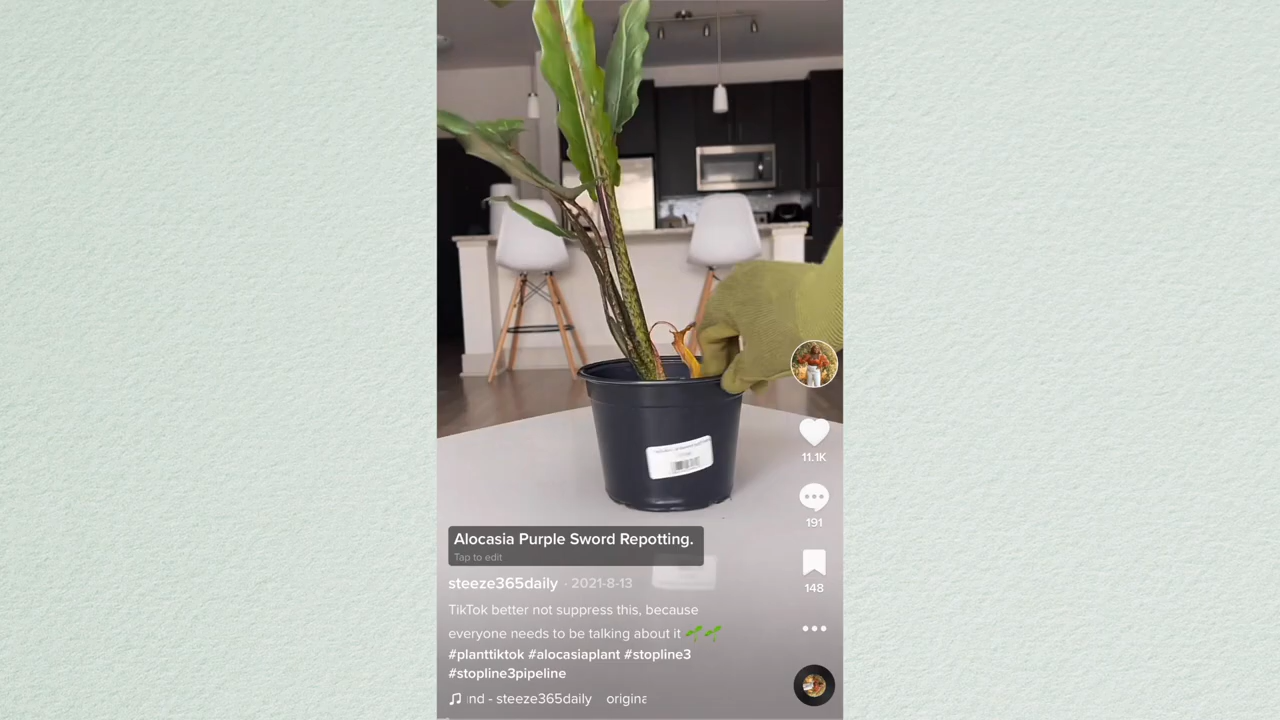 Alocasia Purple Sword Repotting.
Tap to edit
steeze365daily · 2021-8-13
TikTok better not suppress this, because
everyone needs to be talking about it 🌱🌱
#planttiktok #alocasiaplant #stopline3
#stopline3pipeline
nd - steeze365daily origina
11.1K
191
148